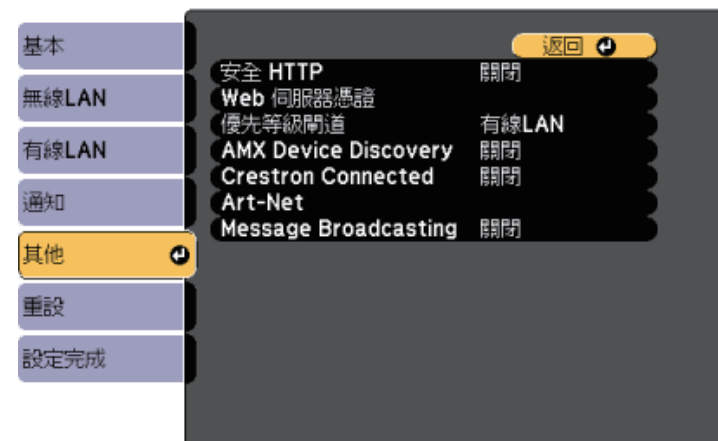 基本
無線LAN
有線LAN
通知
其他
重設
設定完成
返回
安全 HTTP 關閉
Web 伺服器憑證
優先等級閘道 有線LAN
AMX Device Discovery 關閉
Crestron Connected 關閉
Art-Net
Message Broadcasting 關閉